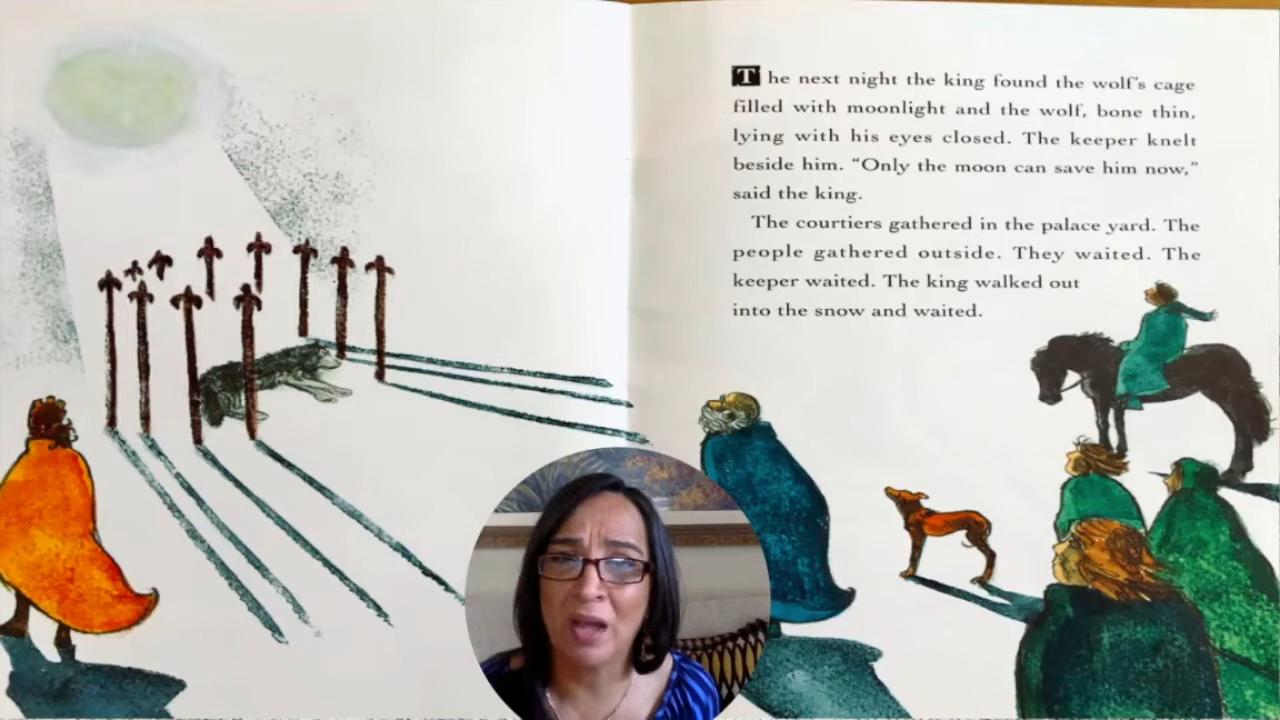 The next night the king found the wolf's cage
filled with moonlight and the wolf, bone thin,
lying with his eyes closed. The keeper knelt
beside him. “Only the moon can save him now,”
said the king.
The courtiers gathered in the palace yard. The
people gathered outside. They waited. The
keeper waited. The king walked out
into the snow and waited.